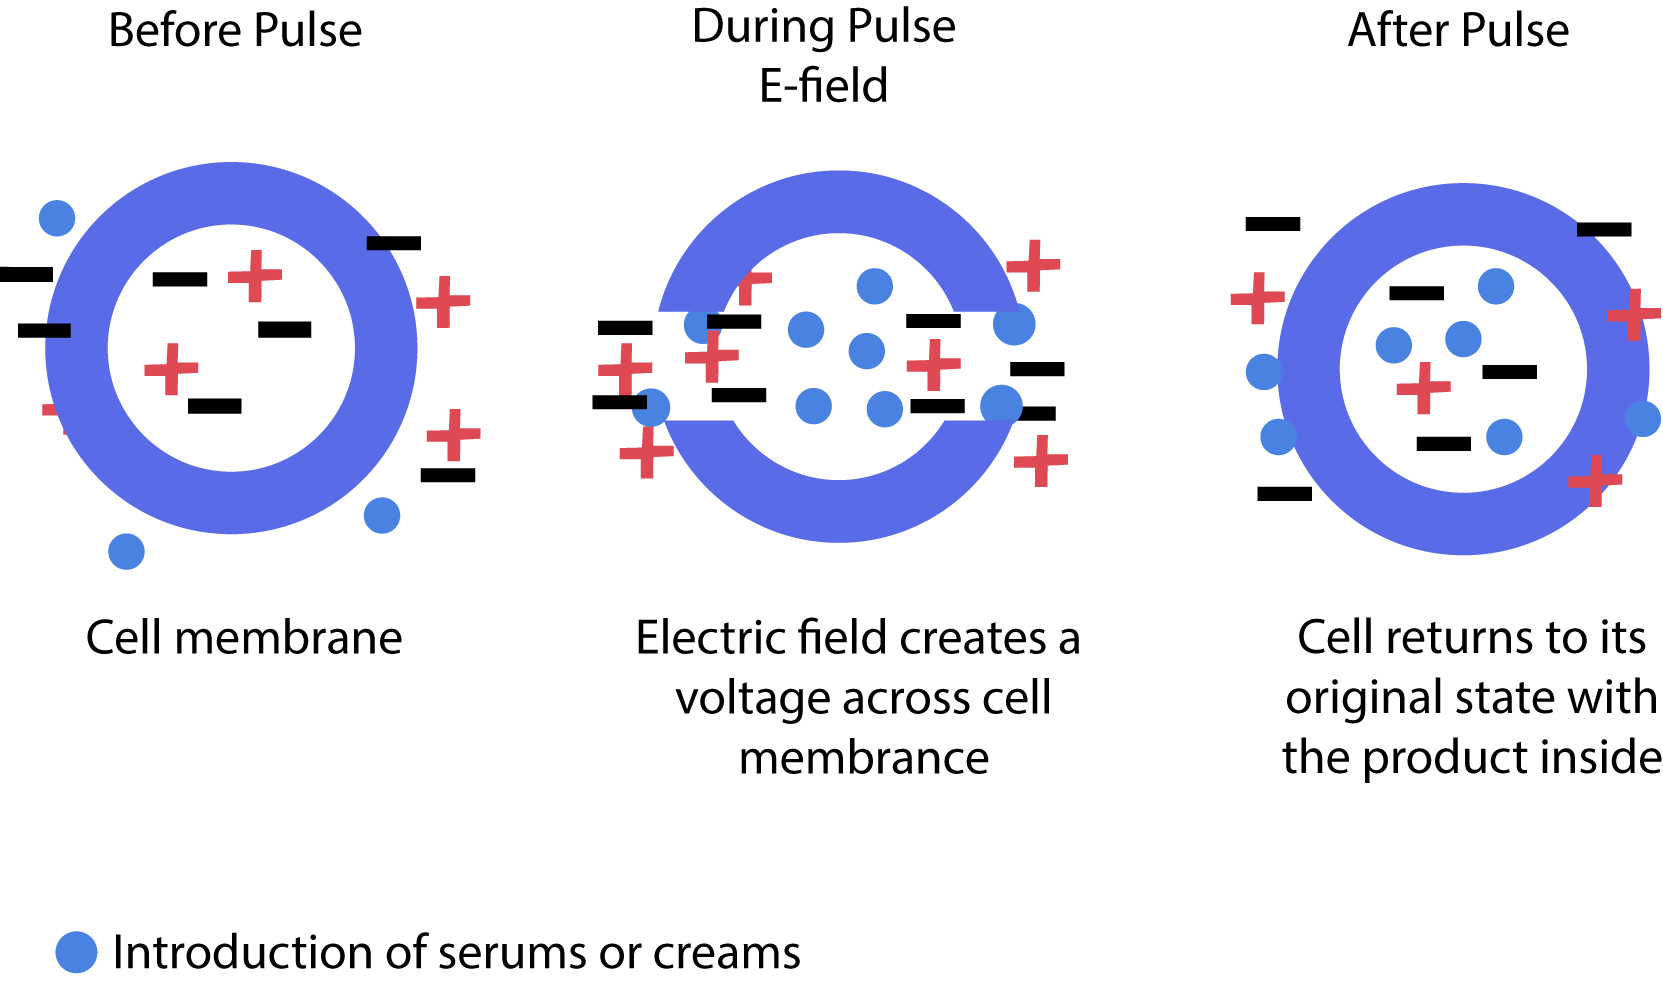 Before Pulse
During Pulse
E-field
After Pulse
Cell membrane
Electric field creates a
voltage across cell
membrance
Cell returns to its
original state with
the product inside
Introduction of serums or creams